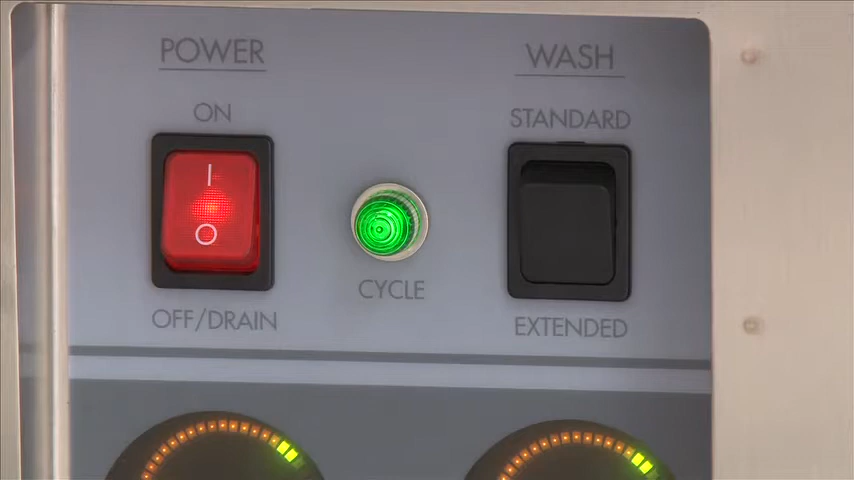 POWER
WASH
ON
STANDARD
I
O
CYCLE
OFF/DRAIN
EXTENDED